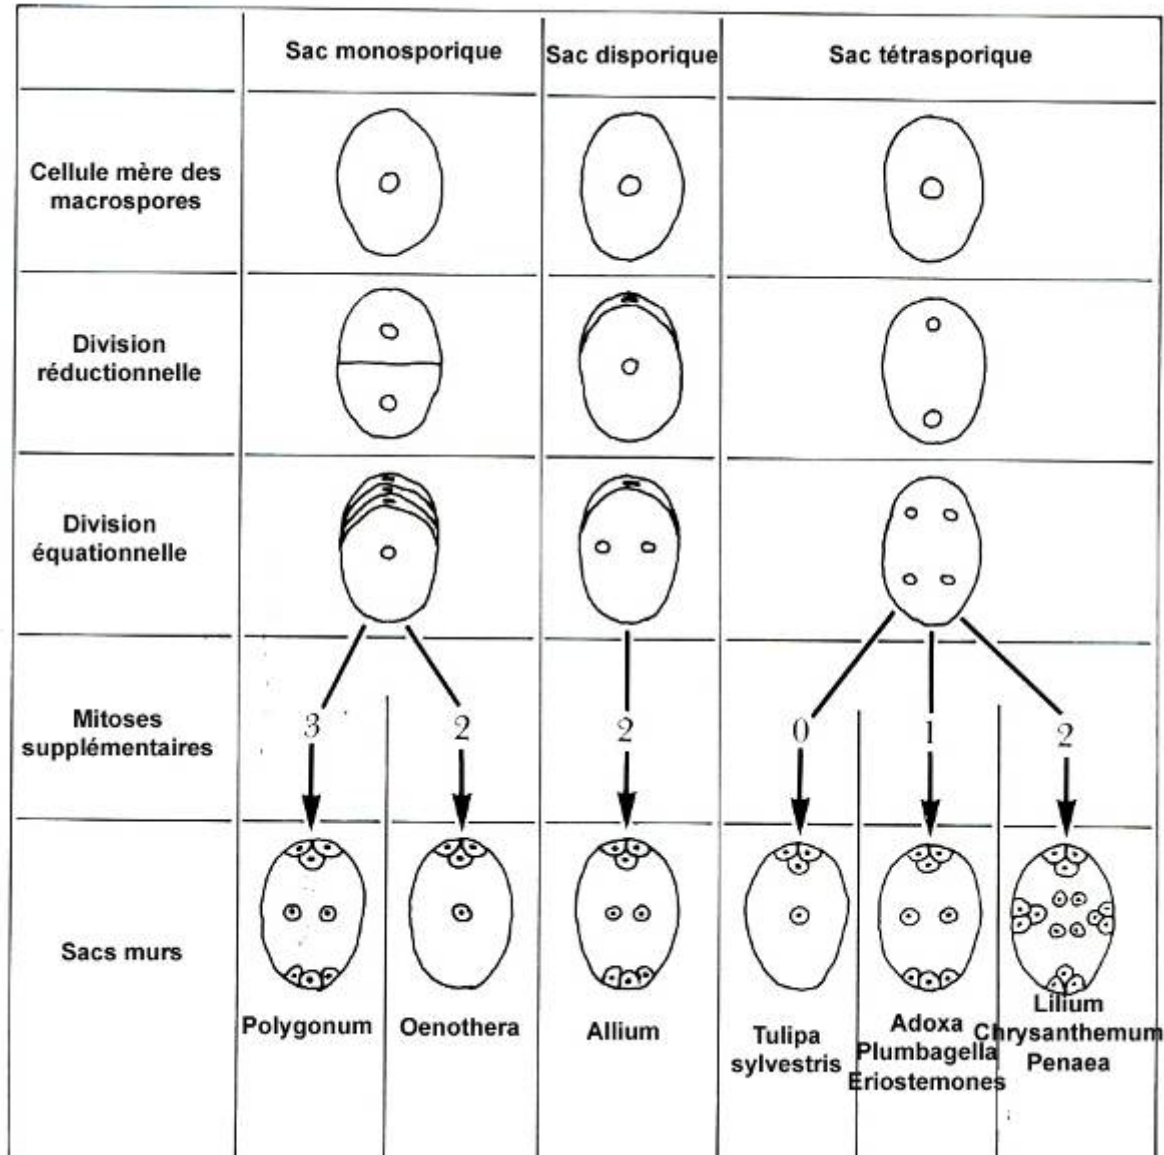 Sac monosporique
Sac disporique
Sac tétrasporique
Cellule mère des
macrospores
Division
réductionnelle
Division
équationnelle
Mitoses
supplémentaires
3
2
2
0
1
2
Sacs murs
Polygonum
Oenothera
Allium
Tulipa
sylvestris
Adoxa
Plumbagella
Eriostemones
Lilium
Chrysanthemum
Penaea